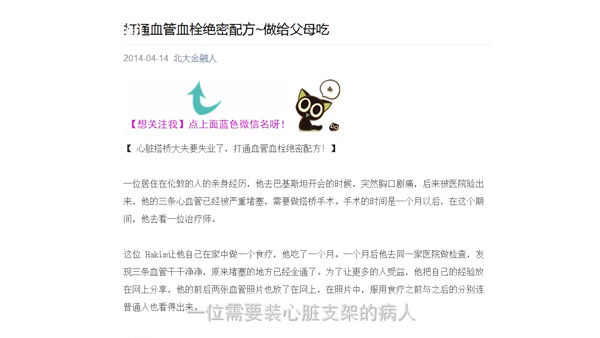 打通血管血栓绝密配方~做给父母吃
2014-04-14 北大金融人
【想关注我】点上面蓝色微信名呀！
【 心脏搭桥大夫要失业了，打通血管血栓绝密配方！】
一位居住在伦敦的人的亲身经历，他去巴基斯坦开会的时候，突然胸口剧痛，后来被医院验出
来，他的三条心血管已经被严重堵塞，需要做搭桥手术。手术的时间是一个月以后，在这个期
间，他去看一位治疗师。
这位 Hakim让他自己在家中做一个食疗，他吃了一个月。一个月后他去同一家医院做检查，发
现三条血管干干净净，原来堵塞的地方已经全通了。为了让更多的人受益，他把自己的经验放
在网上分享，他的前后两张血管照片也放了在网上，在照片中，服用食疗之前与之后的分别连
普通人也看得出来。
一位需要装心脏支架的病人